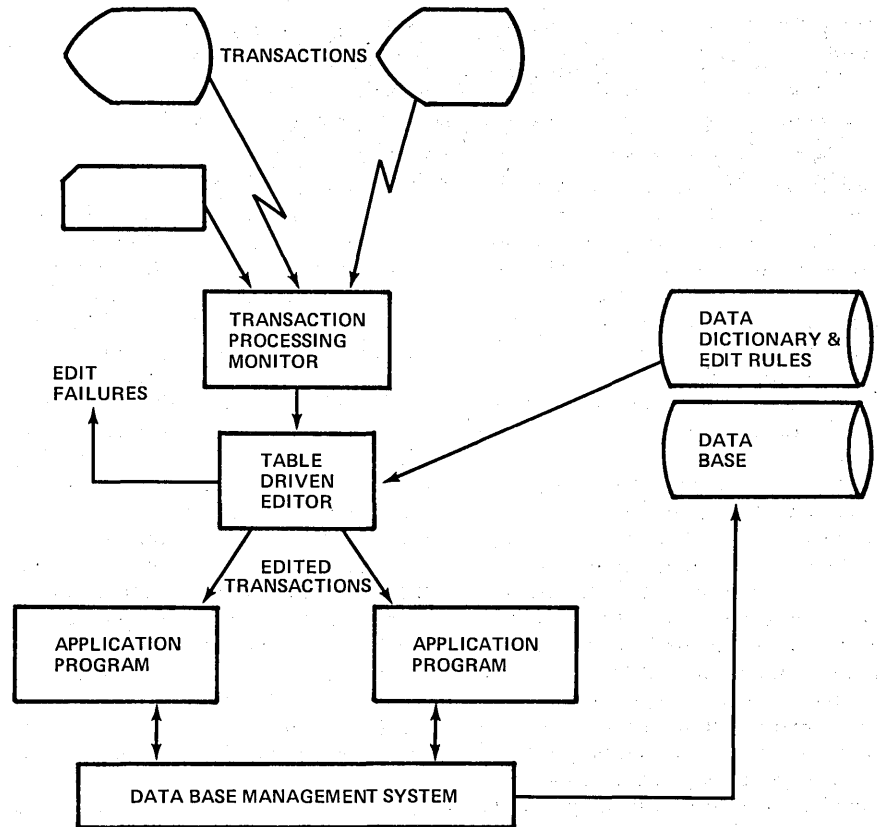 TRANSACTIONS
TRANSACTION
PROCESSING
MONITOR
DATA
DICTIONARY &
EDIT RULES
EDIT
FAILURES
DATA
BASE
TABLE
DRIVEN
EDITOR
EDITED
TRANSACTIONS
APPLICATION
PROGRAM
APPLICATION
PROGRAM
DATA BASE MANAGEMENT SYSTEM